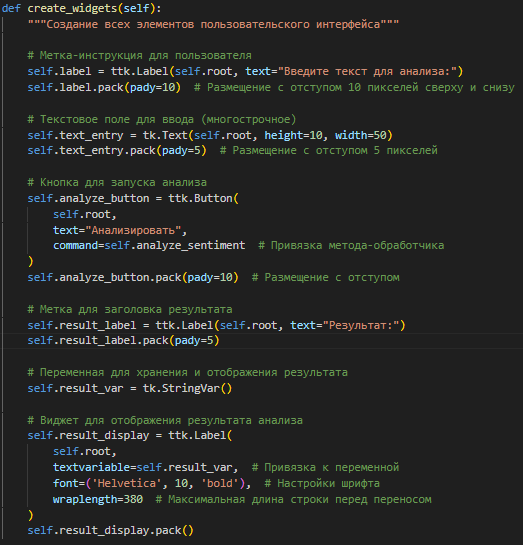 def create_widgets(self):
    """Создание всех элементов пользовательского интерфейса"""

    # Метка-инструкция для пользователя
    self.label = ttk.Label(self.root, text="Введите текст для анализа:")
    self.label.pack(pady=10)  # Размещение с отступом 10 пикселей сверху и снизу

    # Текстовое поле для ввода (многострочное)
    self.text_entry = tk.Text(self.root, height=10, width=50)
    self.text_entry.pack(pady=5)  # Размещение с отступом 5 пикселей

    # Кнопка для запуска анализа
    self.analyze_button = ttk.Button(
        self.root,
        text="Анализировать",
        command=self.analyze_sentiment  # Привязка метода-обработчика
    )
    self.analyze_button.pack(pady=10)  # Размещение с отступом

    # Метка для заголовка результата
    self.result_label = ttk.Label(self.root, text="Результат:")
    self.result_label.pack(pady=5)

    # Переменная для хранения и отображения результата
    self.result_var = tk.StringVar()

    # Виджет для отображения результата анализа
    self.result_display = ttk.Label(
        self.root,
        textvariable=self.result_var,  # Привязка к переменной
        font=('Helvetica', 10, 'bold'),  # Настройки шрифта
        wraplength=380  # Максимальная длина строки перед переносом
    )
    self.result_display.pack()